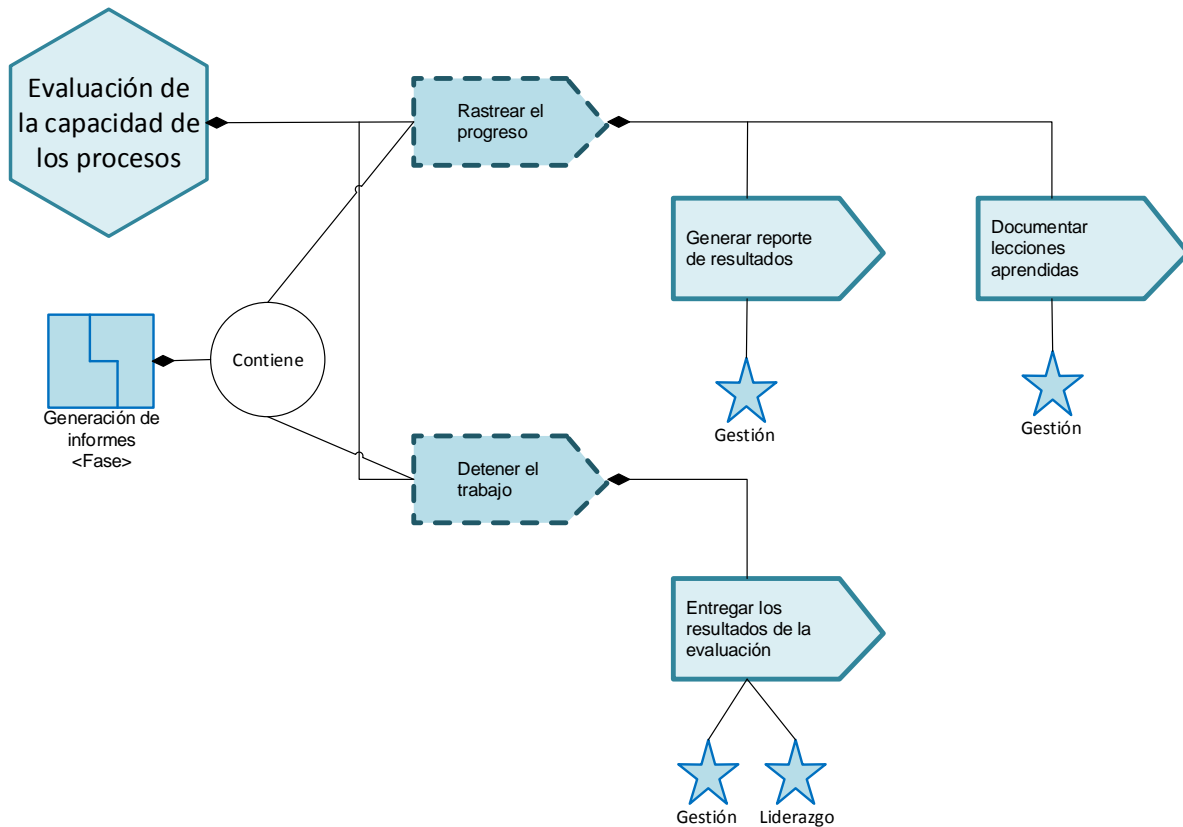 Evaluación de
la capacidad de
los procesos
Rastrear el
progreso
Generar reporte
de resultados
Documentar
lecciones
aprendidas
Contiene
Generación de
informes
<Fase>
Gestión
Gestión
Detener el
trabajo
Entregar los
resultados de la
evaluación
Gestión
Liderazgo